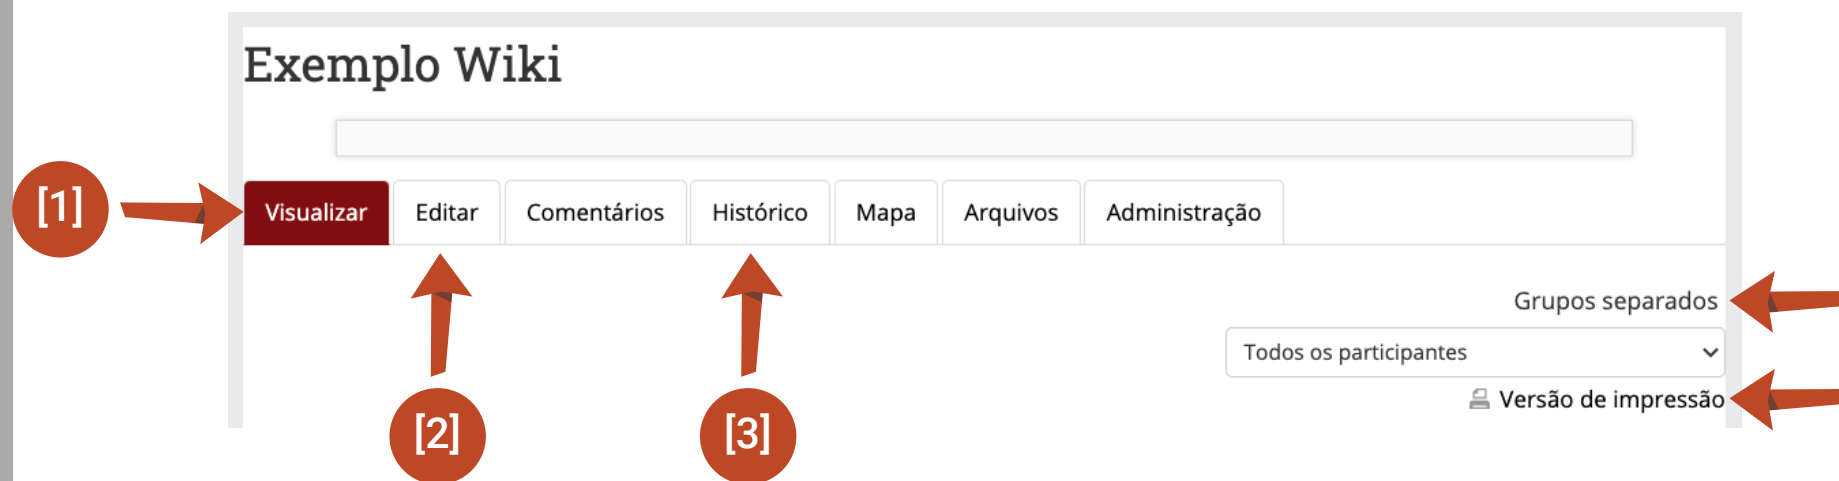 Exemplo Wiki
[1] Visualizar Editar Comentários Histórico Mapa Arquivos Administração
Grupos separados
Todos os participantes
Versão de impressão
[2] [3]